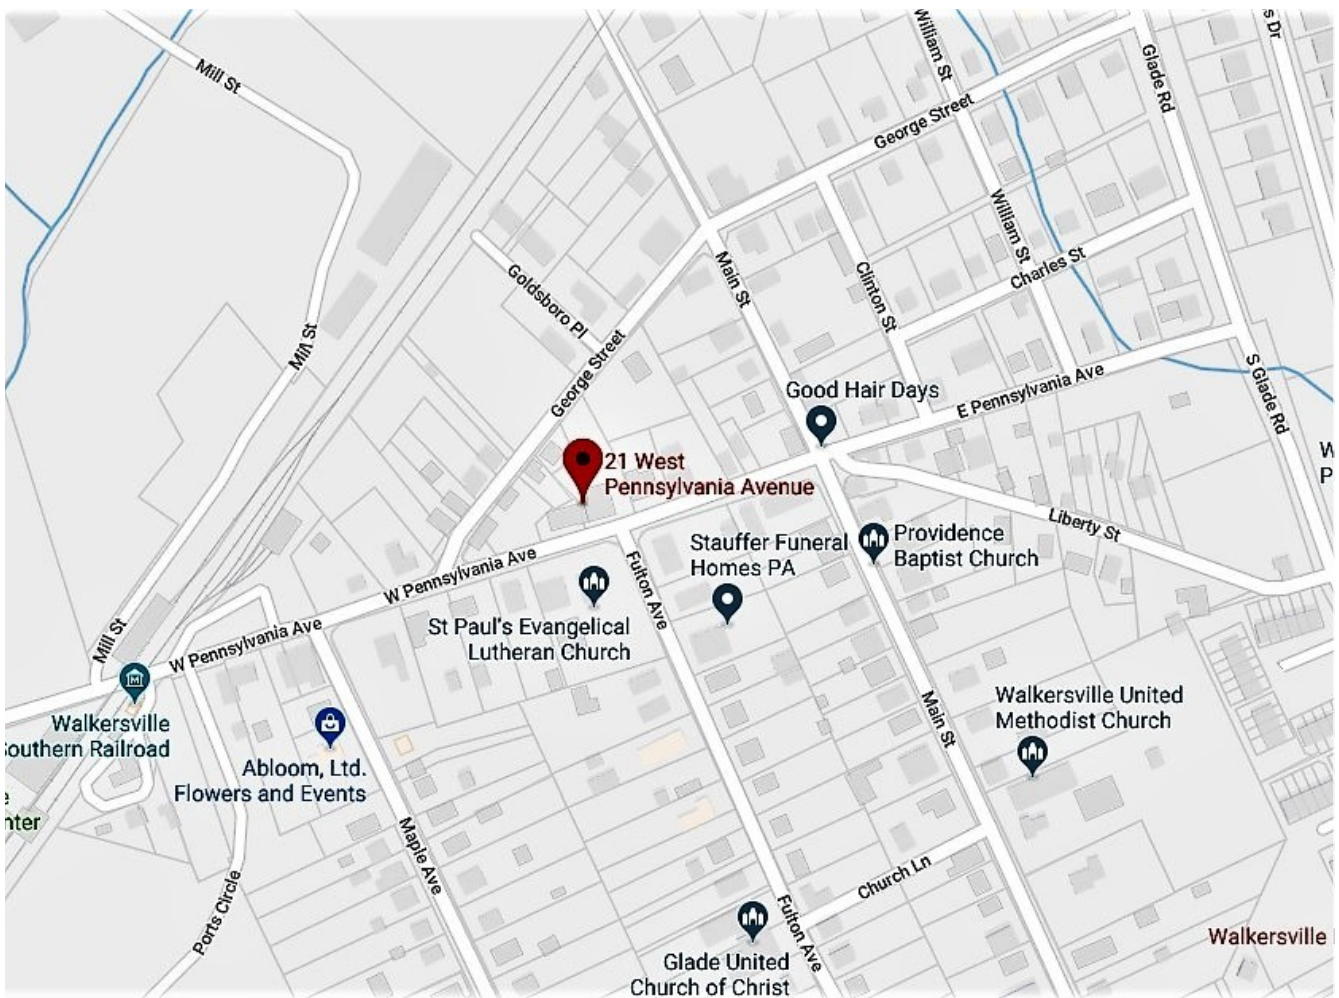 William St
s Dr
Mill St
Glade Rd
George Street
William St
Goldsboro Pl
Main St
Clinton St
Charles St
Mill St
George Street
Good Hair Days
E Pennsylvania Ave
S Glade Rd
21 West
Pennsylvania Avenue
W
P
Liberty St
Stauffer Funeral
Homes PA
Providence
Baptist Church
W Pennsylvania Ave
Fulton Ave
St Paul's Evangelical
Lutheran Church
Mill St
W Pennsylvania Ave
Walkersville
Southern Railroad
Main St
Walkersville United
Methodist Church
Abloom, Ltd.
Flowers and Events
e
nter
Maple Ave
Church Ln
Ports Circle
Fulton Ave
Glade United
Church of Christ
Walkersville